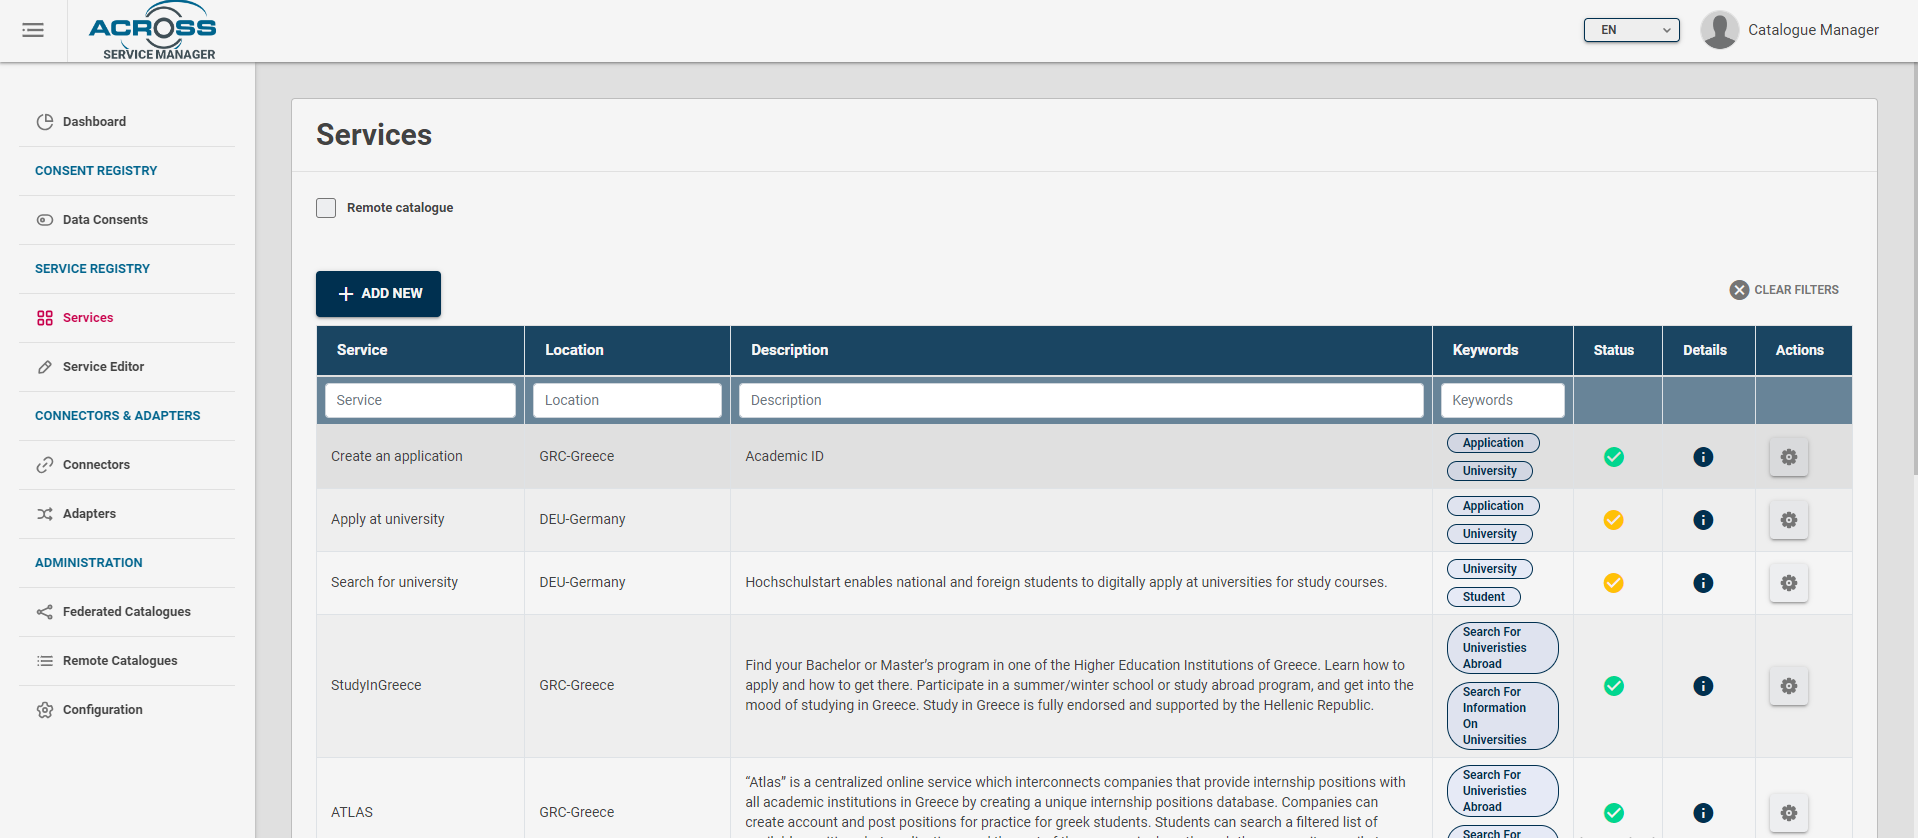 ACROSS
SERVICE MANAGER
EN
Catalogue Manager
Dashboard
CONSENT REGISTRY
Data Consents
SERVICE REGISTRY
Services
Service Editor
CONNECTORS & ADAPTERS
Connectors
Adapters
ADMINISTRATION
Federated Catalogues
Remote Catalogues
Configuration
Services
Remote catalogue
ADD NEW
CLEAR FILTERS
Service Location Description Keywords Status Details Actions
Service Location Description Keywords
Create an application GRC-Greece Academic ID
Application
University
Apply at university DEU-Germany
Application
University
Search for university DEU-Germany Hochschulstart enables national and foreign students to digitally apply at universities for study courses.
University
Student
StudyInGreece GRC-Greece
Find your Bachelor or Master's program in one of the Higher Education Institutions of Greece. Learn how to
apply and how to get there. Participate in a summer/winter school or study abroad program, and get into the
mood of studying in Greece. Study in Greece is fully endorsed and supported by the Hellenic Republic.
Search For
Univeristies
Abroad
Search For
Information
On
Universities
ATLAS GRC-Greece
“Atlas” is a centralized online service which interconnects companies that provide internship positions with
all academic institutions in Greece by creating a unique internship positions database. Companies can
create account and post positions for practice for greek students. Students can search a filtered list of
Search For
Univeristies
Abroad
Search For